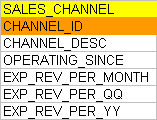 SALES_CHANNEL
CHANNEL_ID
CHANNEL_DESC
OPERATING_SINCE
EXP_REV_PER_MONTH
EXP_REV_PER_QQ
EXP_REV_PER_YY